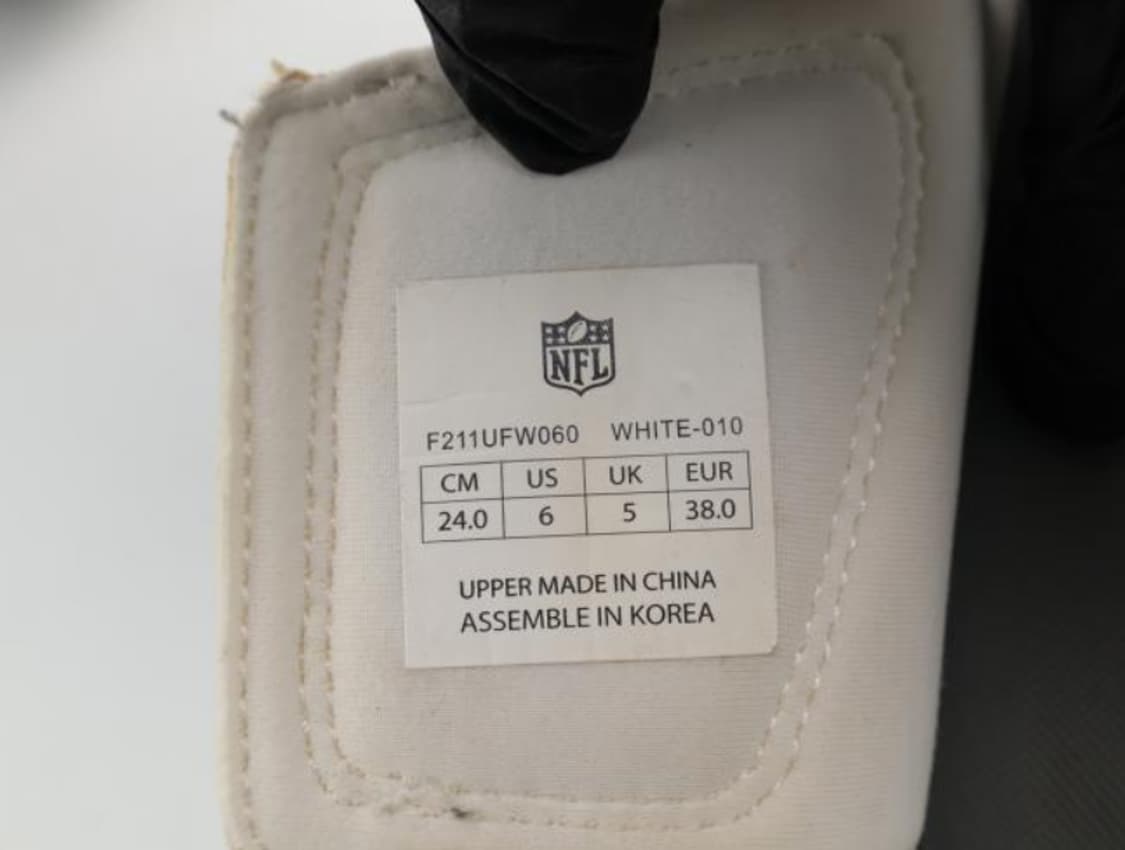 NFL
F211UFW060 WHITE-010
CM US UK EUR
24.0 6 5 38.0
UPPER MADE IN CHINA
ASSEMBLE IN KOREA